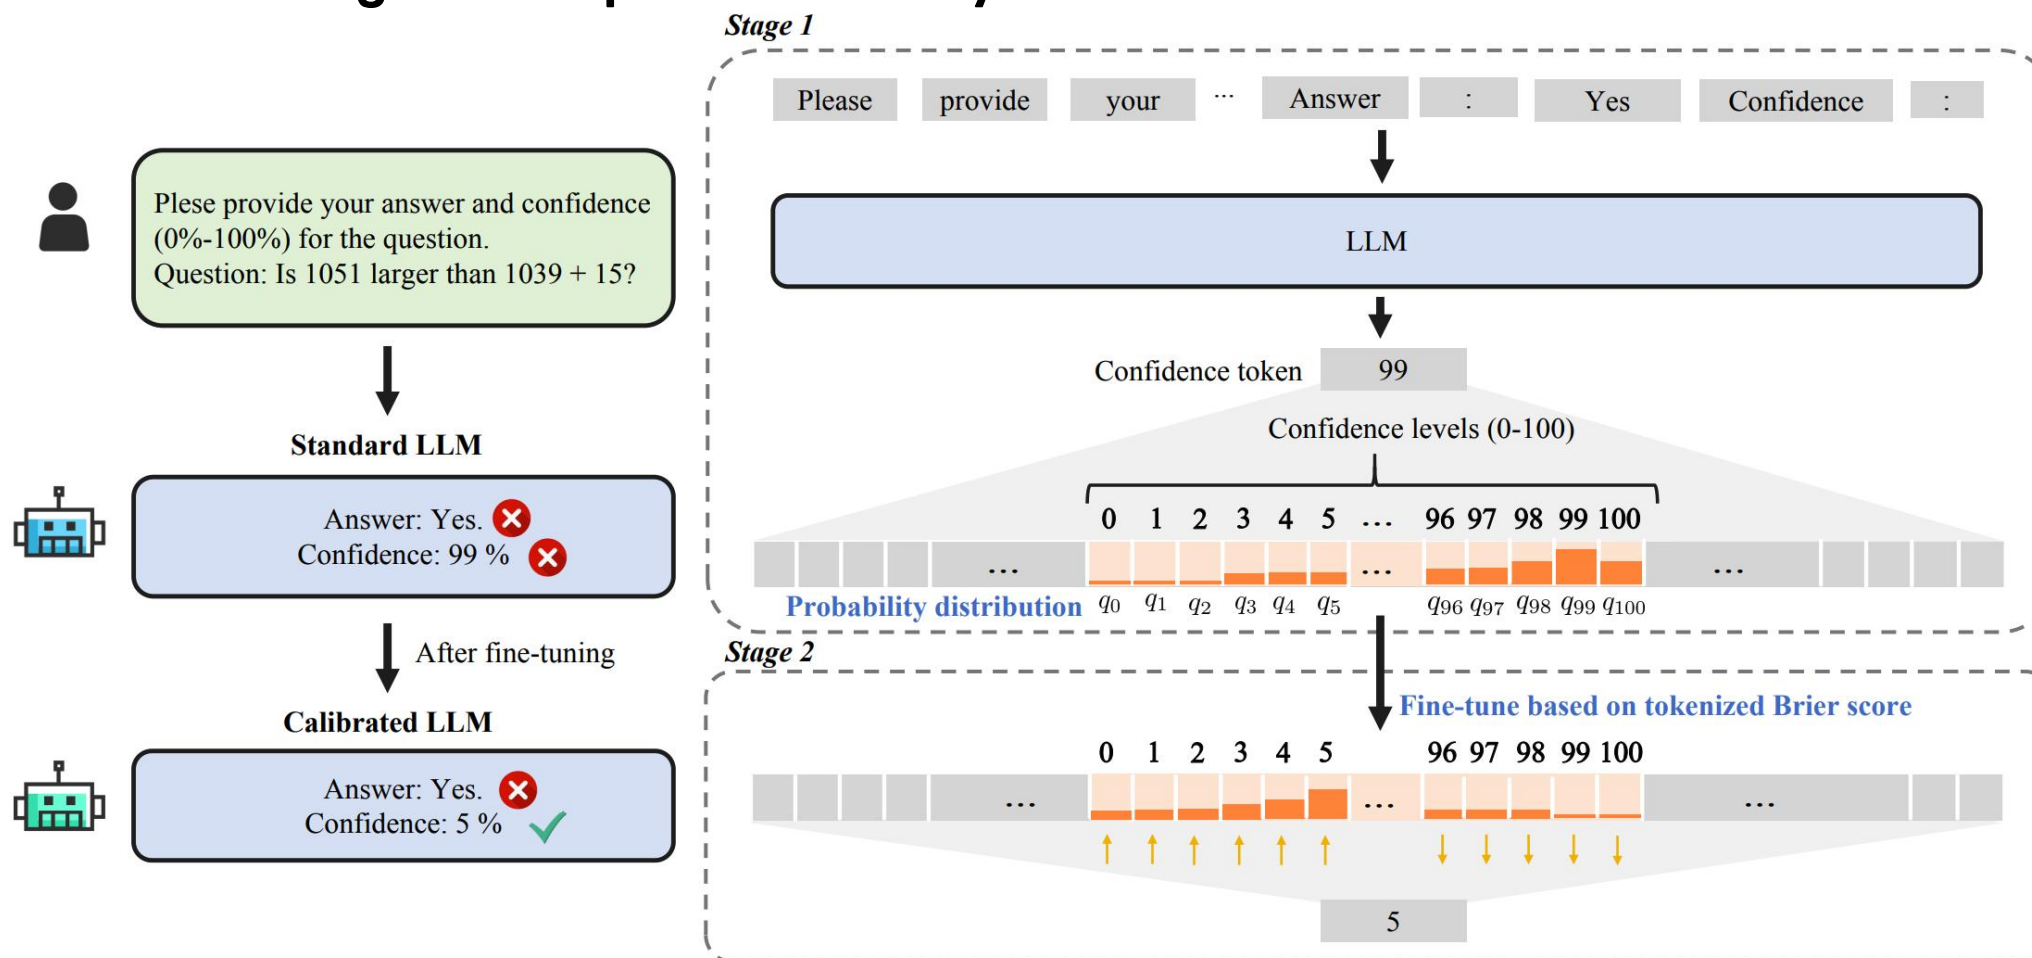 Plese provide your answer and confidence
(0%-100%) for the question.
Question: Is 1051 larger than 1039 + 15?
Standard LLM
Answer: Yes.
Confidence: 99 %
After fine-tuning
Calibrated LLM
Answer: Yes.
Confidence: 5 %
Stage 1
Please provide your ... Answer : Yes Confidence :
LLM
Confidence token 99
Confidence levels (0-100)
0 1 2 3 4 5 ... 96 97 98 99 100
... ... ...
Probability distribution q0 q1 q2 q3 q4 q5 q96 q97 q98 q99 q100
Stage 2
Fine-tune based on tokenized Brier score
0 1 2 3 4 5 96 97 98 99 100
... ... ...
5